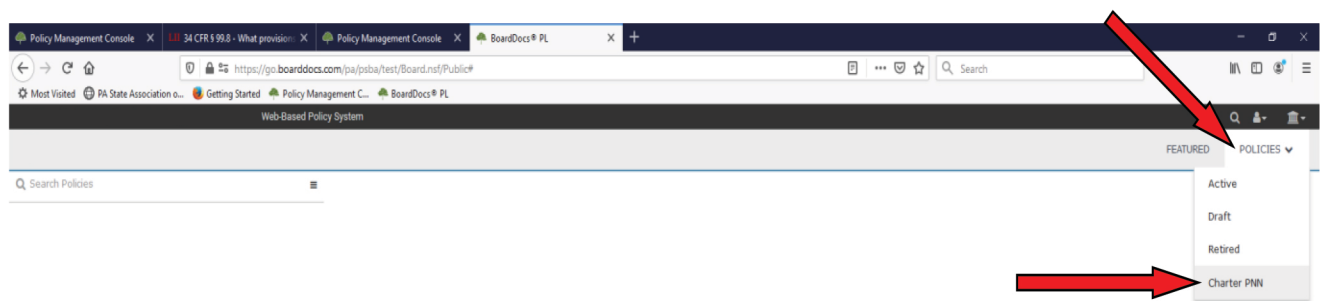 Policy Management Console X LII 34 CFR § 99.8 - What provision: X Policy Management Console X BoardDocs® PL X +
https://go.boarddocs.com/pa/psba/test/Board.nsf/Public# Search
Most Visited PA State Association o... Getting Started Policy Management C... BoardDocs® PL
Web-Based Policy System
FEATURED POLICIES
Search Policies
Active
Draft
Retired
Charter PNN